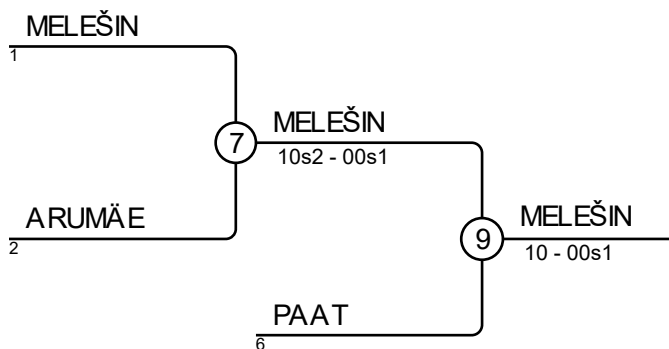 MELEŠIN
1
7
MELEŠIN
10s2 - 00s1
ARUMÄE
2
9
MELEŠIN
10 - 00s1
PAAT
6